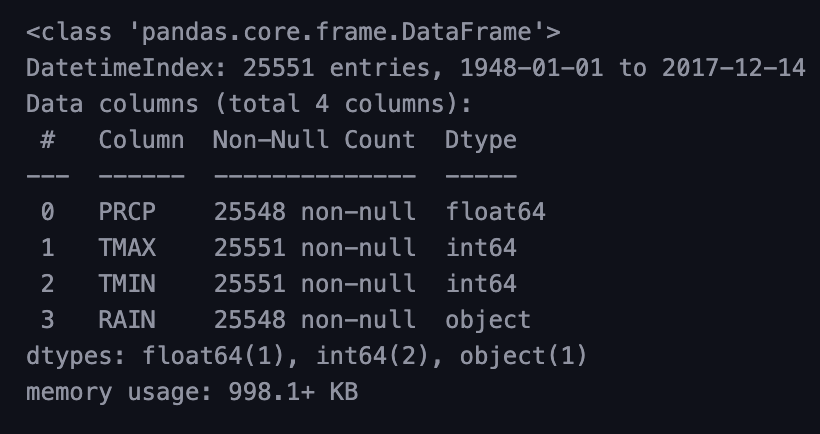 <class 'pandas.core.frame.DataFrame'>
DatetimeIndex: 25551 entries, 1948-01-01 to 2017-12-14
Data columns (total 4 columns):
 #   Column  Non-Null Count  Dtype
---  ------  --------------  -----
 0   PRCP    25548 non-null  float64
 1   TMAX    25551 non-null  int64
 2   TMIN    25551 non-null  int64
 3   RAIN    25548 non-null  object
dtypes: float64(1), int64(2), object(1)
memory usage: 998.1+ KB